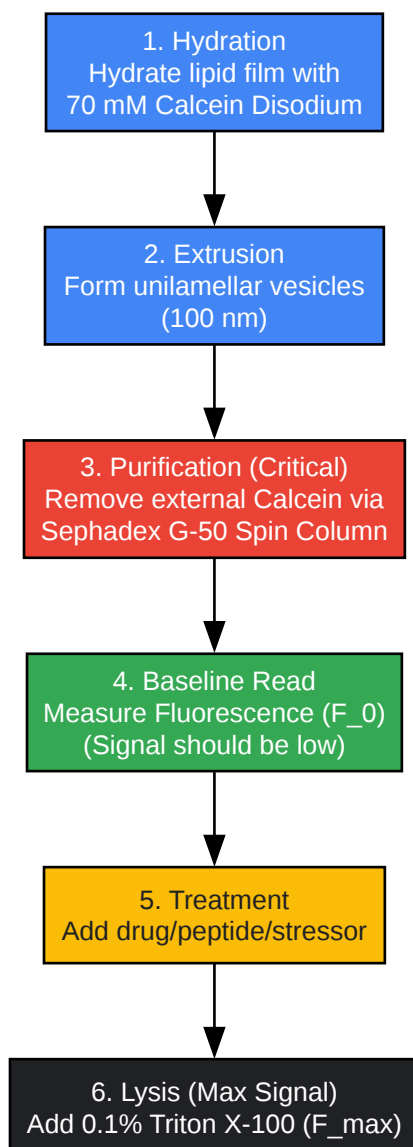 1. Hydration
Hydrate lipid film with
70 mM Calcein Disodium
2. Extrusion
Form unilamellar vesicles
(100 nm)
3. Purification (Critical)
Remove external Calcein via
Sephadex G-50 Spin Column
4. Baseline Read
Measure Fluorescence (F_0)
(Signal should be low)
5. Treatment
Add drug/peptide/stressor
6. Lysis (Max Signal)
Add 0.1% Triton X-100 (F_max)